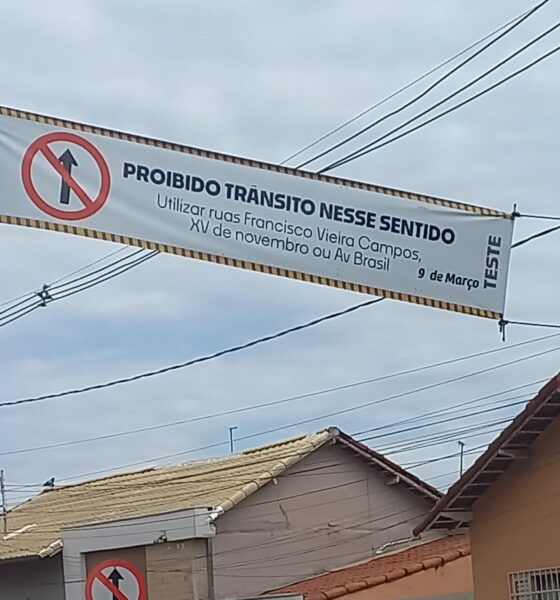 PROIBIDO TRÂNSITO NESSE SENTIDO
Utilizar ruas Francisco Vieira Campos,
XV de novembro ou Av Brasil
9 de Março
TESTE